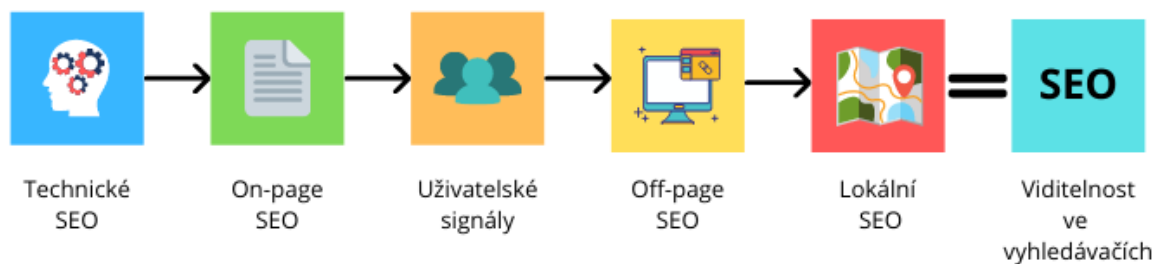 SEO
Technické
SEO
On-page
SEO
Uživatelské
signály
Off-page
SEO
Lokální
SEO
Viditelnost
ve
vyhledávačích